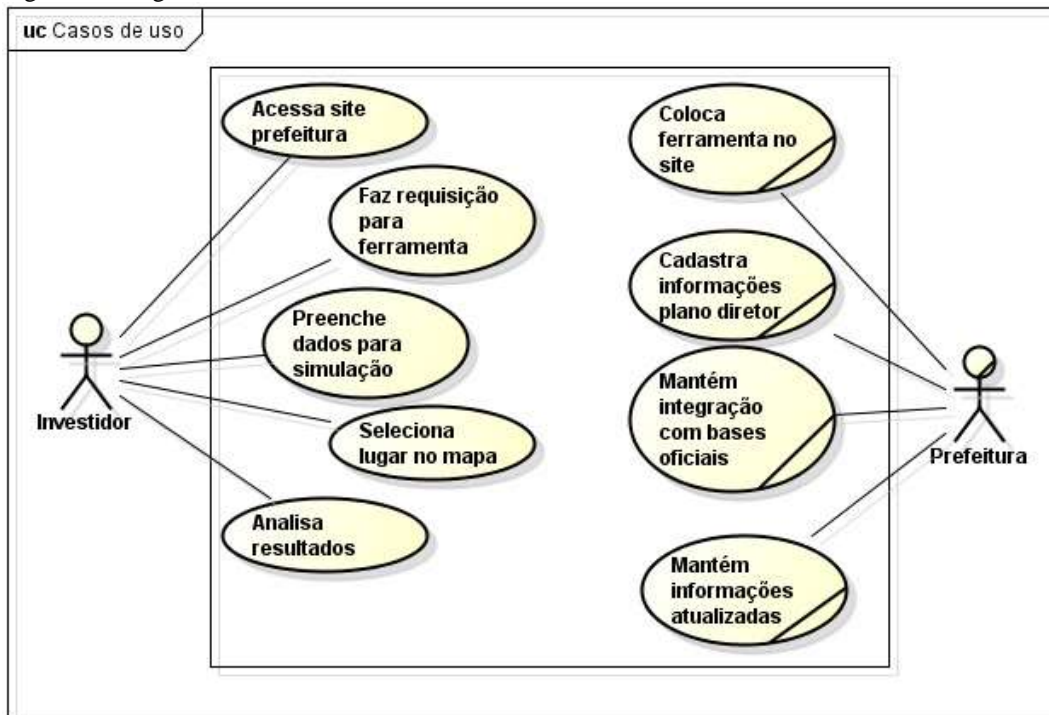 uc Casos de uso
Acessa site
prefeitura
Faz requisição
para
ferramenta
Preenche
dados para
simulação
Seleciona
lugar no mapa
Analisa
resultados
Investidor
Coloca
ferramenta no
site
Cadastra
informações
plano diretor
Mantém
integração
com bases
oficiais
Mantém
informações
atualizadas
Prefeitura